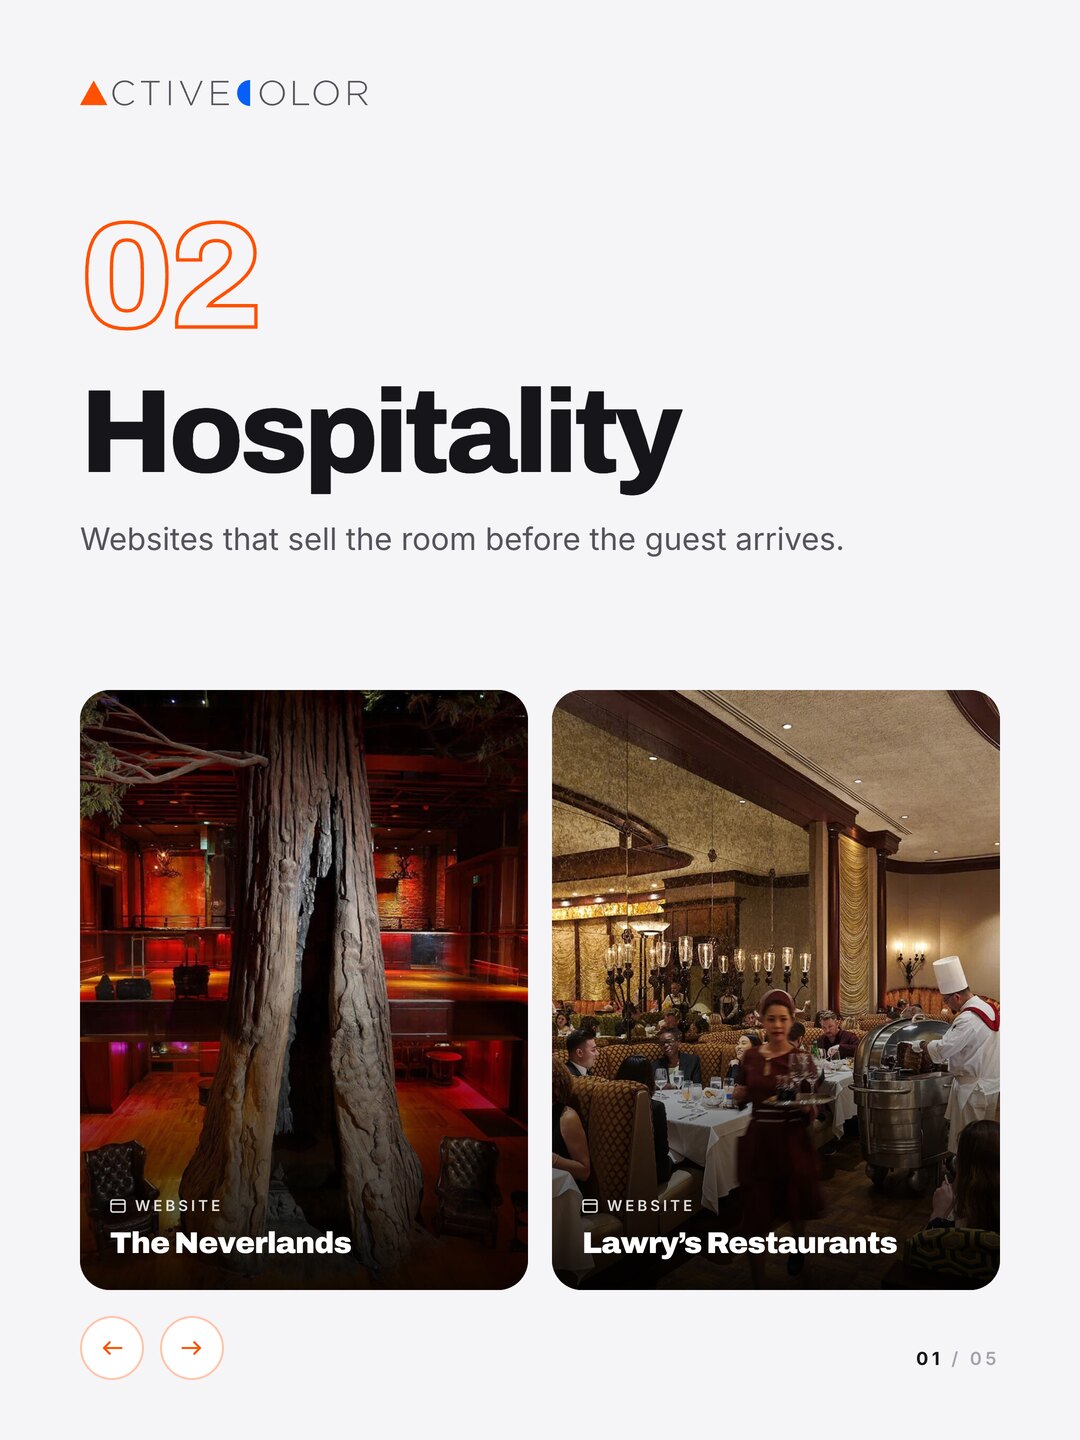 ACTIVECOLOR
02
Hospitality
Websites that sell the room before the guest arrives.
WEBSITE
The Neverlands
WEBSITE
Lawry’s Restaurants
01 / 05